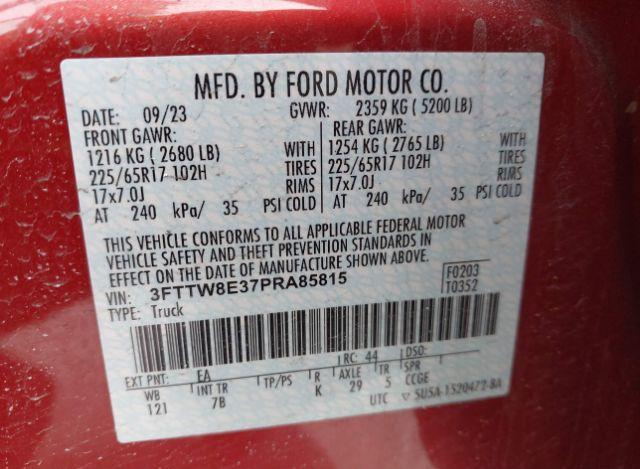 MFD. BY FORD MOTOR CO.
DATE: 09/23 GVWR: 2359 KG ( 5200 LB)
FRONT GAWR: REAR GAWR:
1216 KG ( 2680 LB) WITH 1254 KG ( 2765 LB) WITH
225/65R17 102H TIRES 225/65R17 102H TIRES
17x7.0J RIMS 17x7.0J RIMS
AT 240 kPa/ 35 PSI COLD AT 240 kPa/ 35 PSI COLD
THIS VEHICLE CONFORMS TO ALL APPLICABLE FEDERAL MOTOR
VEHICLE SAFETY AND THEFT PREVENTION STANDARDS IN
EFFECT ON THE DATE OF MANUFACTURE SHOWN ABOVE.
VIN: 3FTTW8E37PRA85815 F0203
TYPE: Truck T0352
EXT PNT: EA RC: 44 DSO:
WB INT TR TP/PS R AXLE TR SPR
121 7B K 29 5 CCGE
UTC ▽ 5U5A-1520472-BA